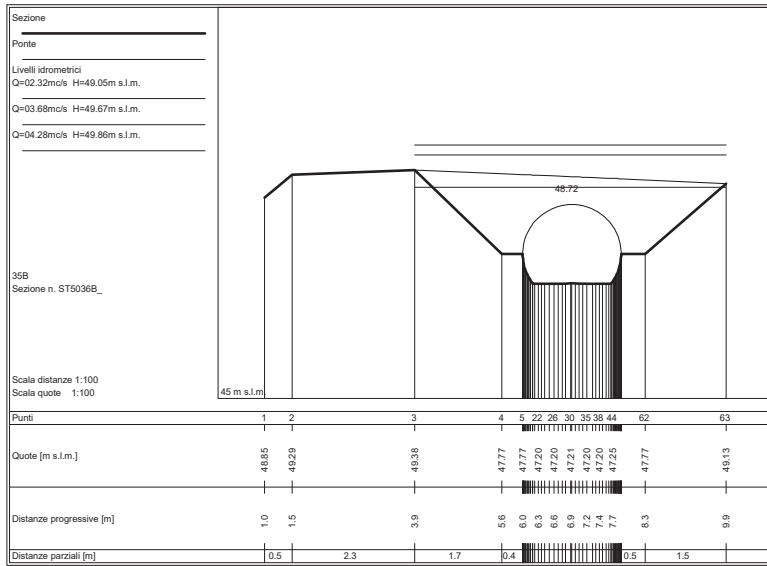 Sezione
Ponte
Livelli idrometrici
Q=02.32mc/s H=49.05m s.l.m.
Q=03.68mc/s H=49.67m s.l.m.
Q=04.28mc/s H=49.86m s.l.m.
48.72
35B
Sezione n. ST5036B_
Scala distanze 1:100
Scala quote 1:100
45 m s.l.m.
Punti 1 2 3 4 5 22 26 30 35 38 44 62 63
Quote [m s.l.m.] 48.85 49.29 49.38 47.77 47.77 47.20 47.20 47.21 47.20 47.20 47.25 47.77 49.13
Distanze progressive [m] 1.0 1.5 3.9 5.6 6.0 6.3 6.6 6.9 7.2 7.4 7.7 8.3 9.9
Distanze parziali [m] 0.5 2.3 1.7 0.4 0.5 1.5